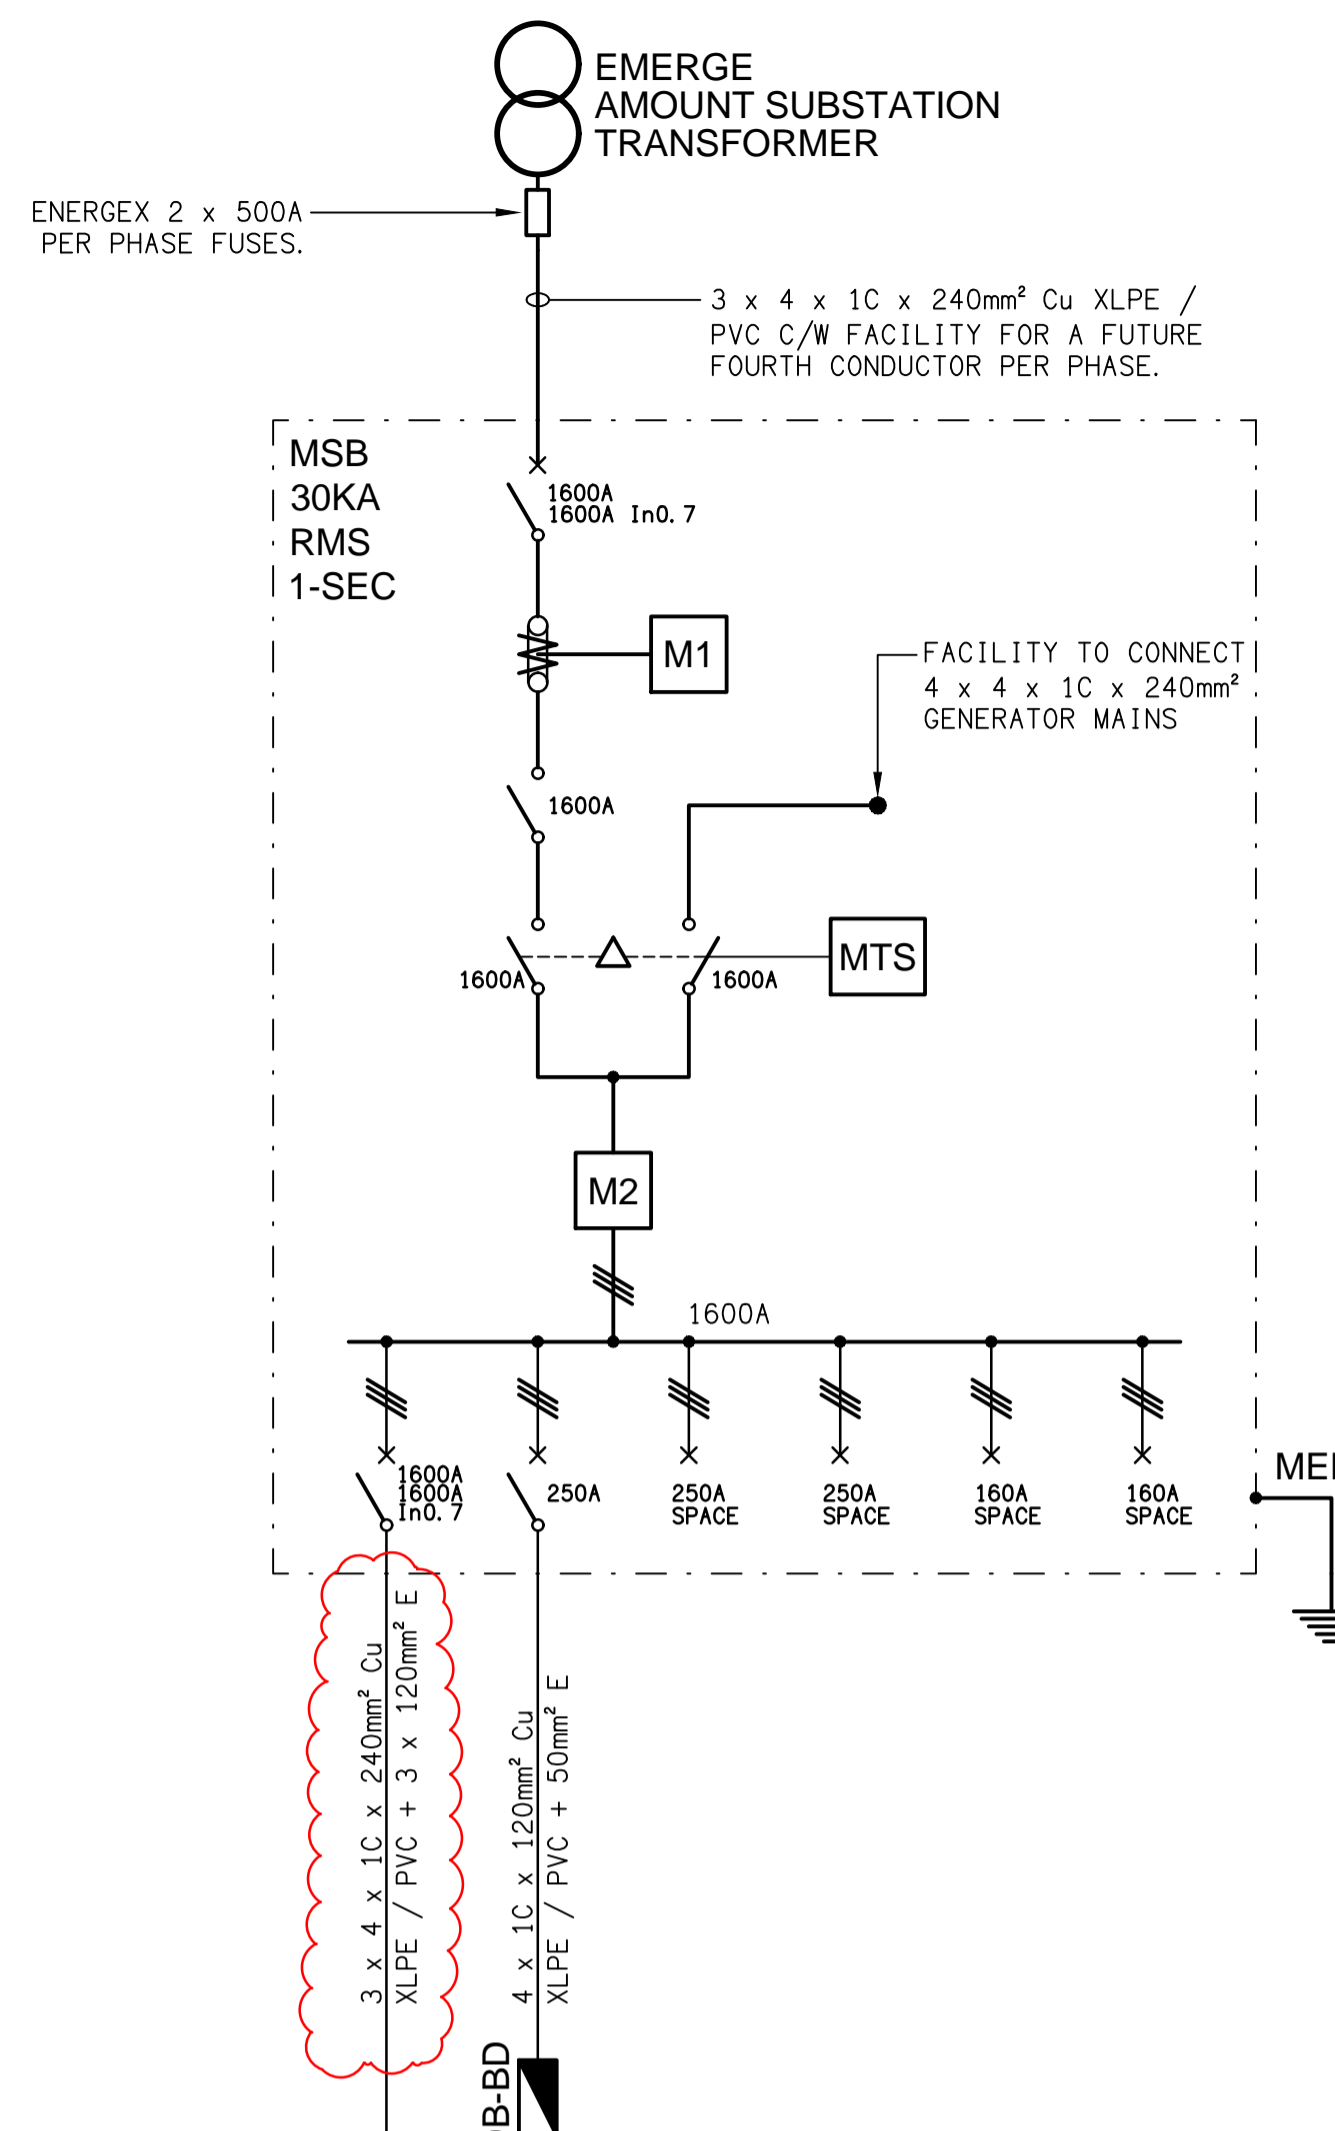 EMERGE
AMOUNT SUBSTATION
TRANSFORMER
ENERGEX 2 x 500A
PER PHASE FUSES.
3 x 4 x 1C x 240mm² Cu XLPE /
PVC C/W FACILITY FOR A FUTURE
FOURTH CONDUCTOR PER PHASE.
MSB
30KA
RMS
1-SEC
1600A
1600A In0.7
M1
FACILITY TO CONNECT
4 x 4 x 1C x 240mm²
GENERATOR MAINS
1600A
1600A
1600A
MTS
M2
1600A
1600A
1600A
In0.7
250A
250A
SPACE
250A
SPACE
160A
SPACE
160A
SPACE
3 x 4 x 1C x 240mm² Cu
XLPE / PVC + 3 x 120mm² E
4 x 1C x 120mm² Cu
XLPE / PVC + 50mm² E